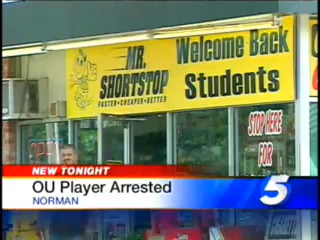 MR.
SHORTSTOP
FASTER•CHEAPER•BETTER
Welcome Back
Students
STOP HERE
FOR
NEW TONIGHT
OU Player Arrested
NORMAN
5